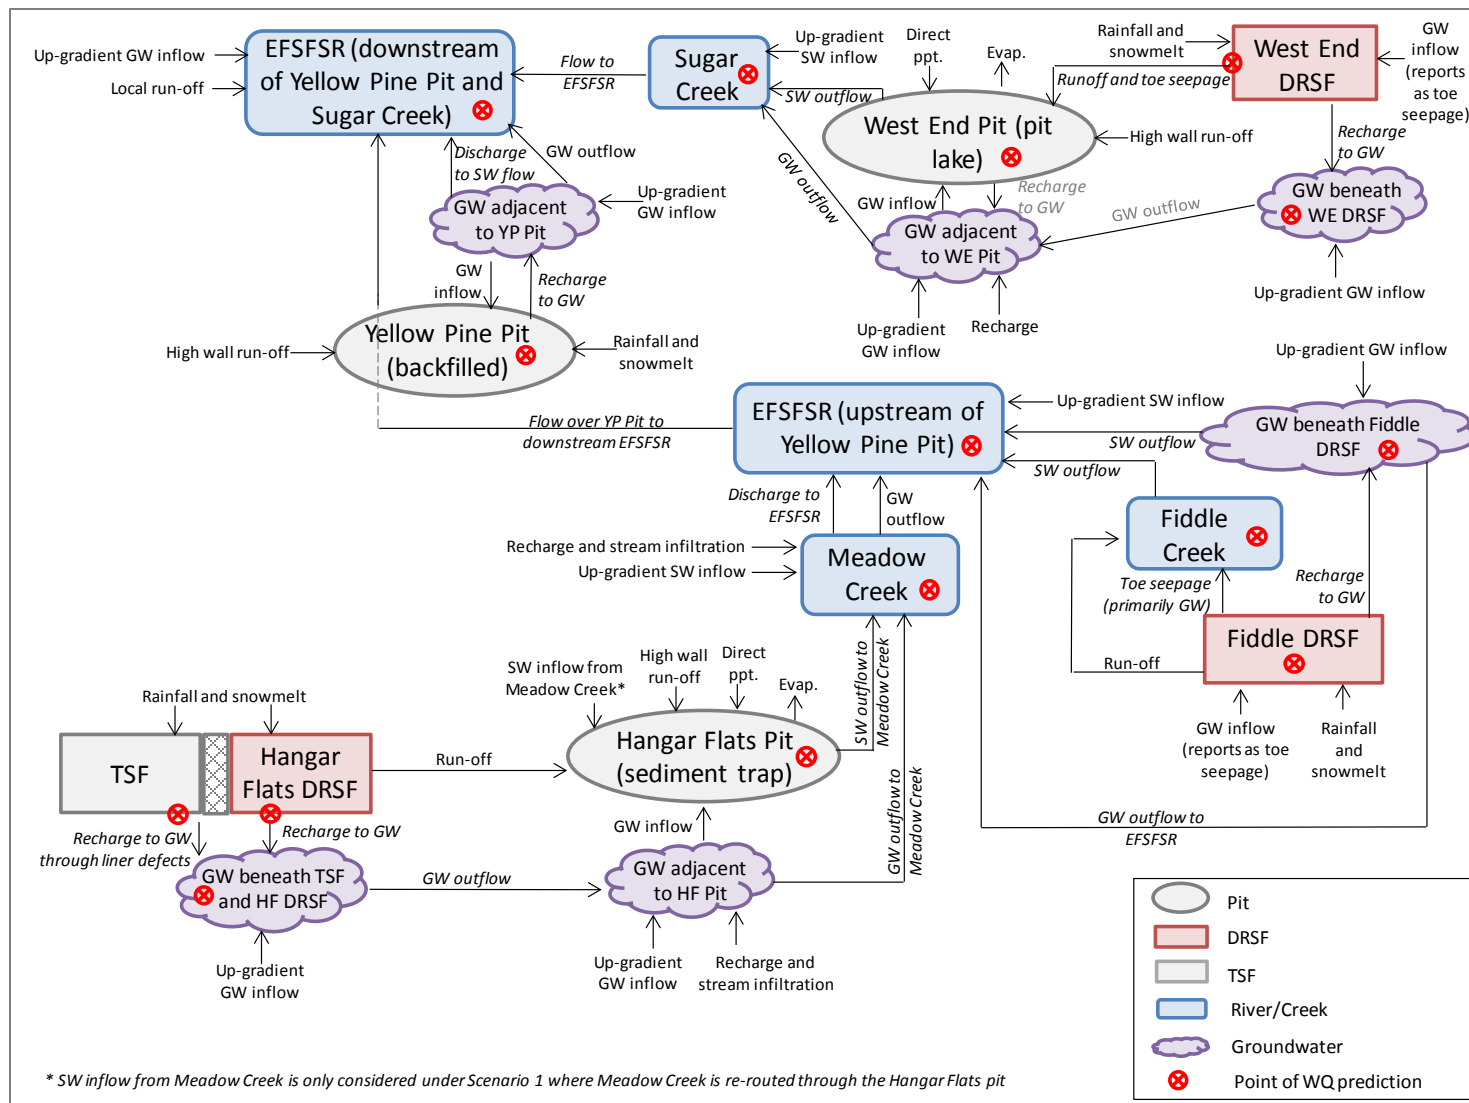 Up-gradient GW inflow
Local run-off
EFSFSR (downstream
of Yellow Pine Pit and
Sugar Creek)
Flow to
EFSFSR
Sugar
Creek
Up-gradient
SW inflow
SW outflow
Direct
ppt.
Evap.
Rainfall and
snowmelt
Runoff and toe seepage
West End
DRSF
GW
inflow
(reports
as toe
seepage)
West End Pit (pit
lake)
High wall run-off
Recharge
to GW
Discharge
to SW flow
GW outflow
GW adjacent
to YP Pit
Up-gradient
GW inflow
GW outflow
GW inflow
Recharge
to GW
GW adjacent
to WE Pit
GW outflow
GW beneath
WE DRSF
Up-gradient GW inflow
GW
inflow
Recharge
to GW
Up-gradient
GW inflow
Recharge
High wall run-off
Yellow Pine Pit
(backfilled)
Rainfall and
snowmelt
Up-gradient GW inflow
Flow over YP Pit to
downstream EFSFSR
EFSFSR (upstream of
Yellow Pine Pit)
Up-gradient SW inflow
SW outflow
SW outflow
GW beneath Fiddle
DRSF
Discharge to
EFSFSR
GW
outflow
Fiddle
Creek
Recharge and stream infiltration
Up-gradient SW inflow
Meadow
Creek
Toe seepage
(primarily GW)
Recharge
to GW
Run-off
Fiddle DRSF
GW inflow
(reports as toe
seepage)
Rainfall
and
snowmelt
SW inflow from
Meadow Creek*
High wall
run-off
Direct
ppt.
Evap.
SW outflow to
Meadow Creek
Rainfall and snowmelt
TSF
Hangar
Flats DRSF
Run-off
Hangar Flats Pit
(sediment trap)
GW outflow to
Meadow Creek
GW outflow to
EFSFSR
Recharge to GW
through liner defects
Recharge to GW
GW inflow
GW beneath TSF
and HF DRSF
GW outflow
GW adjacent
to HF Pit
Up-gradient
GW inflow
Up-gradient
GW inflow
Recharge and
stream infiltration
Pit
DRSF
TSF
River/Creek
Groundwater
Point of WQ prediction
* SW inflow from Meadow Creek is only considered under Scenario 1 where Meadow Creek is re-routed through the Hangar Flats pit